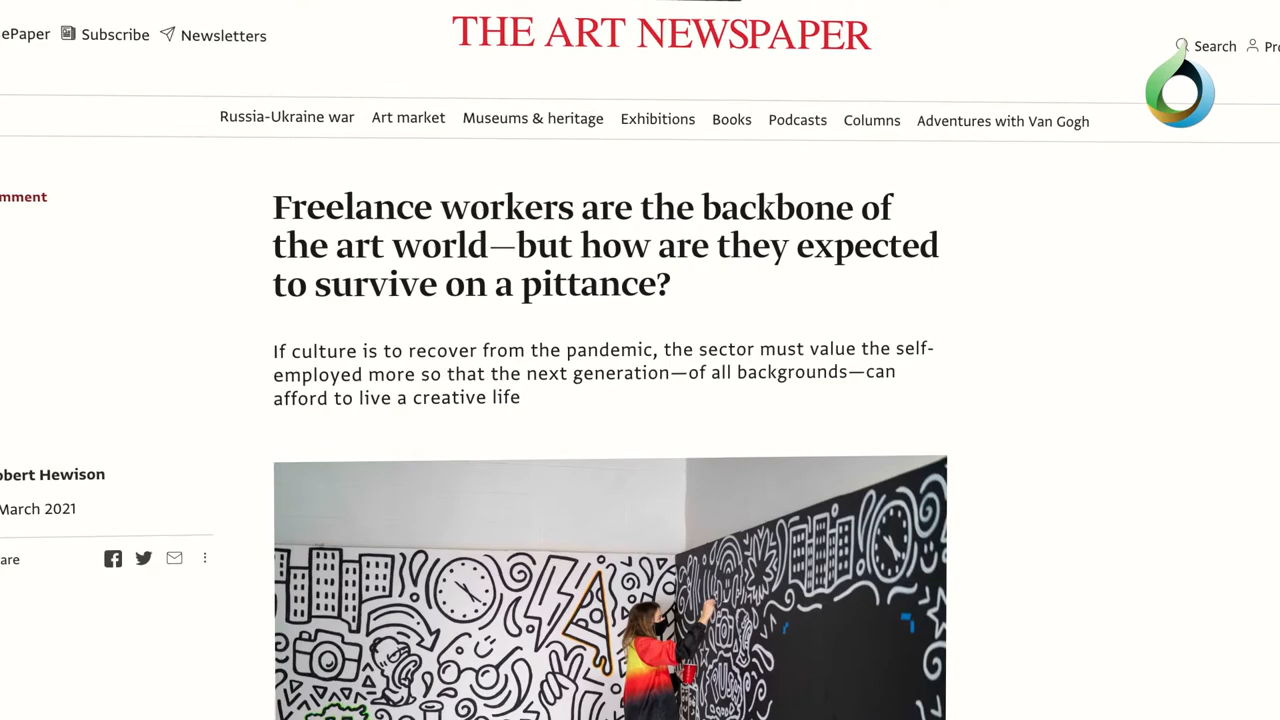 THE ART NEWSPAPER
ePaper Subscribe Newsletters
Search
Russia-Ukraine war Art market Museums & heritage Exhibitions Books Podcasts Columns Adventures with Van Gogh
Freelance workers are the backbone of
the art world—but how are they expected
to survive on a pittance?
If culture is to recover from the pandemic, the sector must value the self-
employed more so that the next generation—of all backgrounds—can
afford to live a creative life
Hewison
March 2021
PUSH